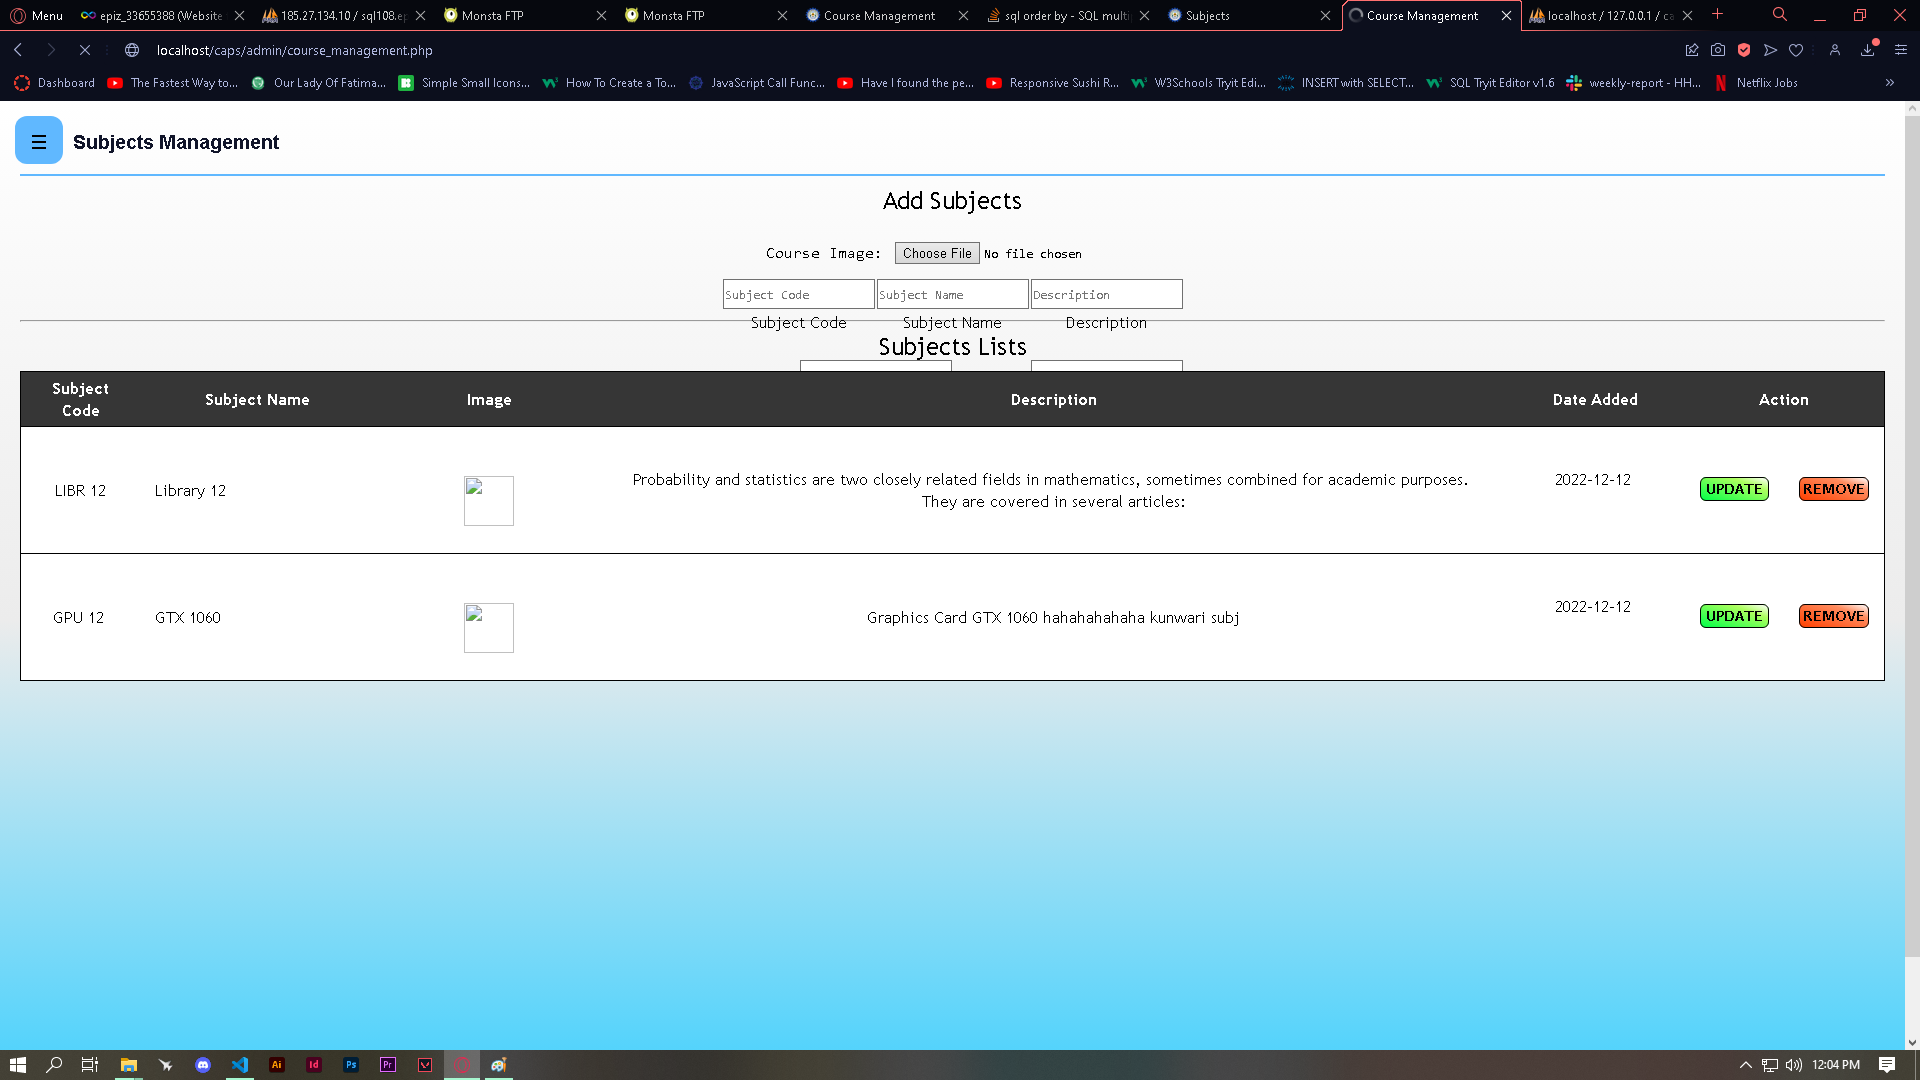 Menu
epiz_33655388 (Website
185.27.134.10 / sql108.ep
Monsta FTP
Monsta FTP
Course Management
sql order by - SQL multi
Subjects
Course Management
localhost / 127.0.0.1 / ca
localhost/caps/admin/course_management.php
Dashboard
The Fastest Way to...
Our Lady Of Fatima...
Simple Small Icons...
How To Create a To...
JavaScript Call Func...
Have I found the pe...
Responsive Sushi R...
W3Schools Tryit Edi...
INSERT with SELECT...
SQL Tryit Editor v1.6
weekly-report - HH...
Netflix Jobs
Subjects Management
Add Subjects
Course Image: Choose File No file chosen
Subject Code Subject Name Description
Subject Code Subject Name Description
Subjects Lists
Subject Code Subject Name Image Description Date Added Action
LIBR 12 Library 12 Probability and statistics are two closely related fields in mathematics, sometimes combined for academic purposes. 2022-12-12 UPDATE REMOVE
They are covered in several articles:
GPU 12 GTX 1060 Graphics Card GTX 1060 hahahahahaha kunwari subj 2022-12-12 UPDATE REMOVE
Ai Id Ps Pr
12:04 PM